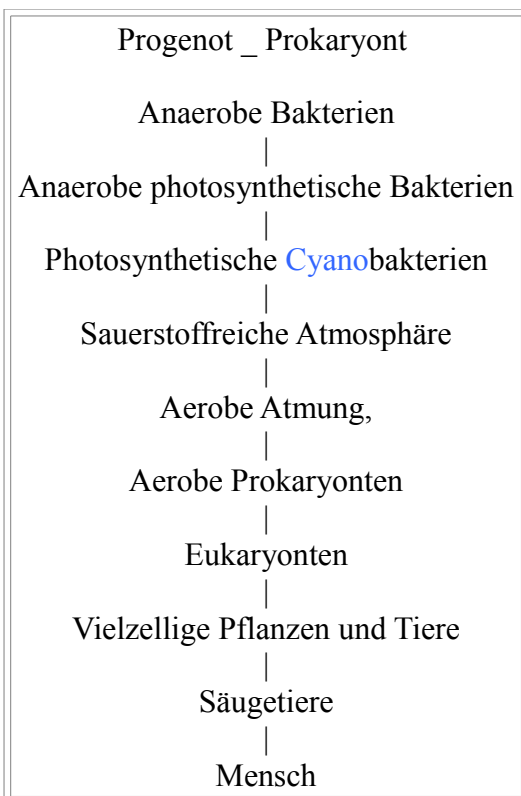 Progenot _ Prokaryont
Anaerobe Bakterien
|
Anaerobe photosynthetische Bakterien
|
Photosynthetische Cyanobakterien
|
Sauerstoffreiche Atmosphäre
|
Aerobe Atmung,
|
Aerobe Prokaryonten
|
Eukaryonten
|
Vielzellige Pflanzen und Tiere
|
Säugetiere
|
Mensch